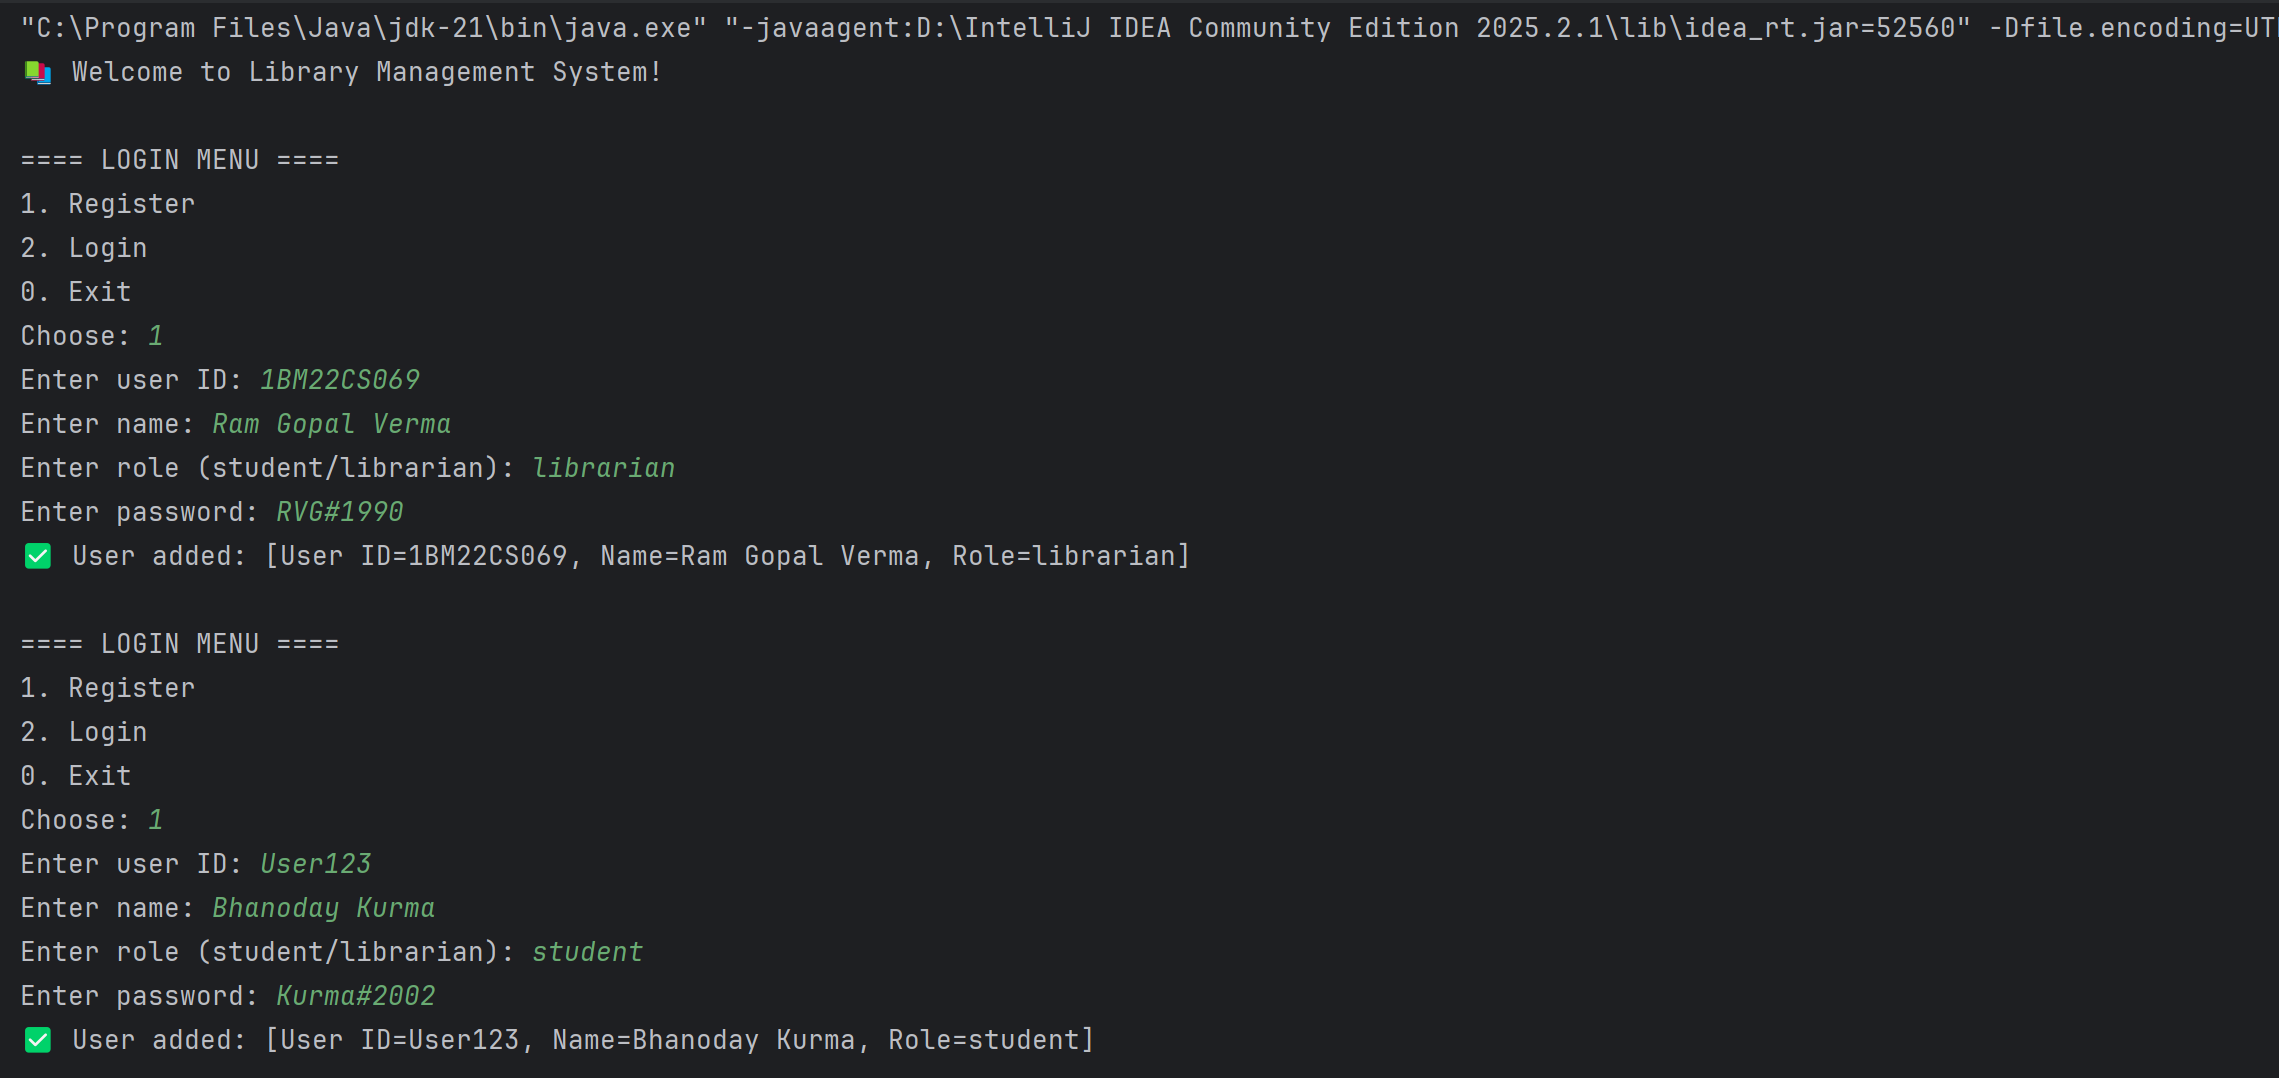 "C:\Program Files\Java\jdk-21\bin\java.exe" "-javaagent:D:\IntelliJ IDEA Community Edition 2025.2.1\lib\idea_rt.jar=52560" -Dfile.encoding=UT
📚 Welcome to Library Management System!
==== LOGIN MENU ====
1. Register
2. Login
0. Exit
Choose: 1
Enter user ID: 1BM22CS069
Enter name: Ram Gopal Verma
Enter role (student/librarian): librarian
Enter password: RVG#1990
✅ User added: [User ID=1BM22CS069, Name=Ram Gopal Verma, Role=librarian]
==== LOGIN MENU ====
1. Register
2. Login
0. Exit
Choose: 1
Enter user ID: User123
Enter name: Bhanoday Kurma
Enter role (student/librarian): student
Enter password: Kurma#2002
✅ User added: [User ID=User123, Name=Bhanoday Kurma, Role=student]